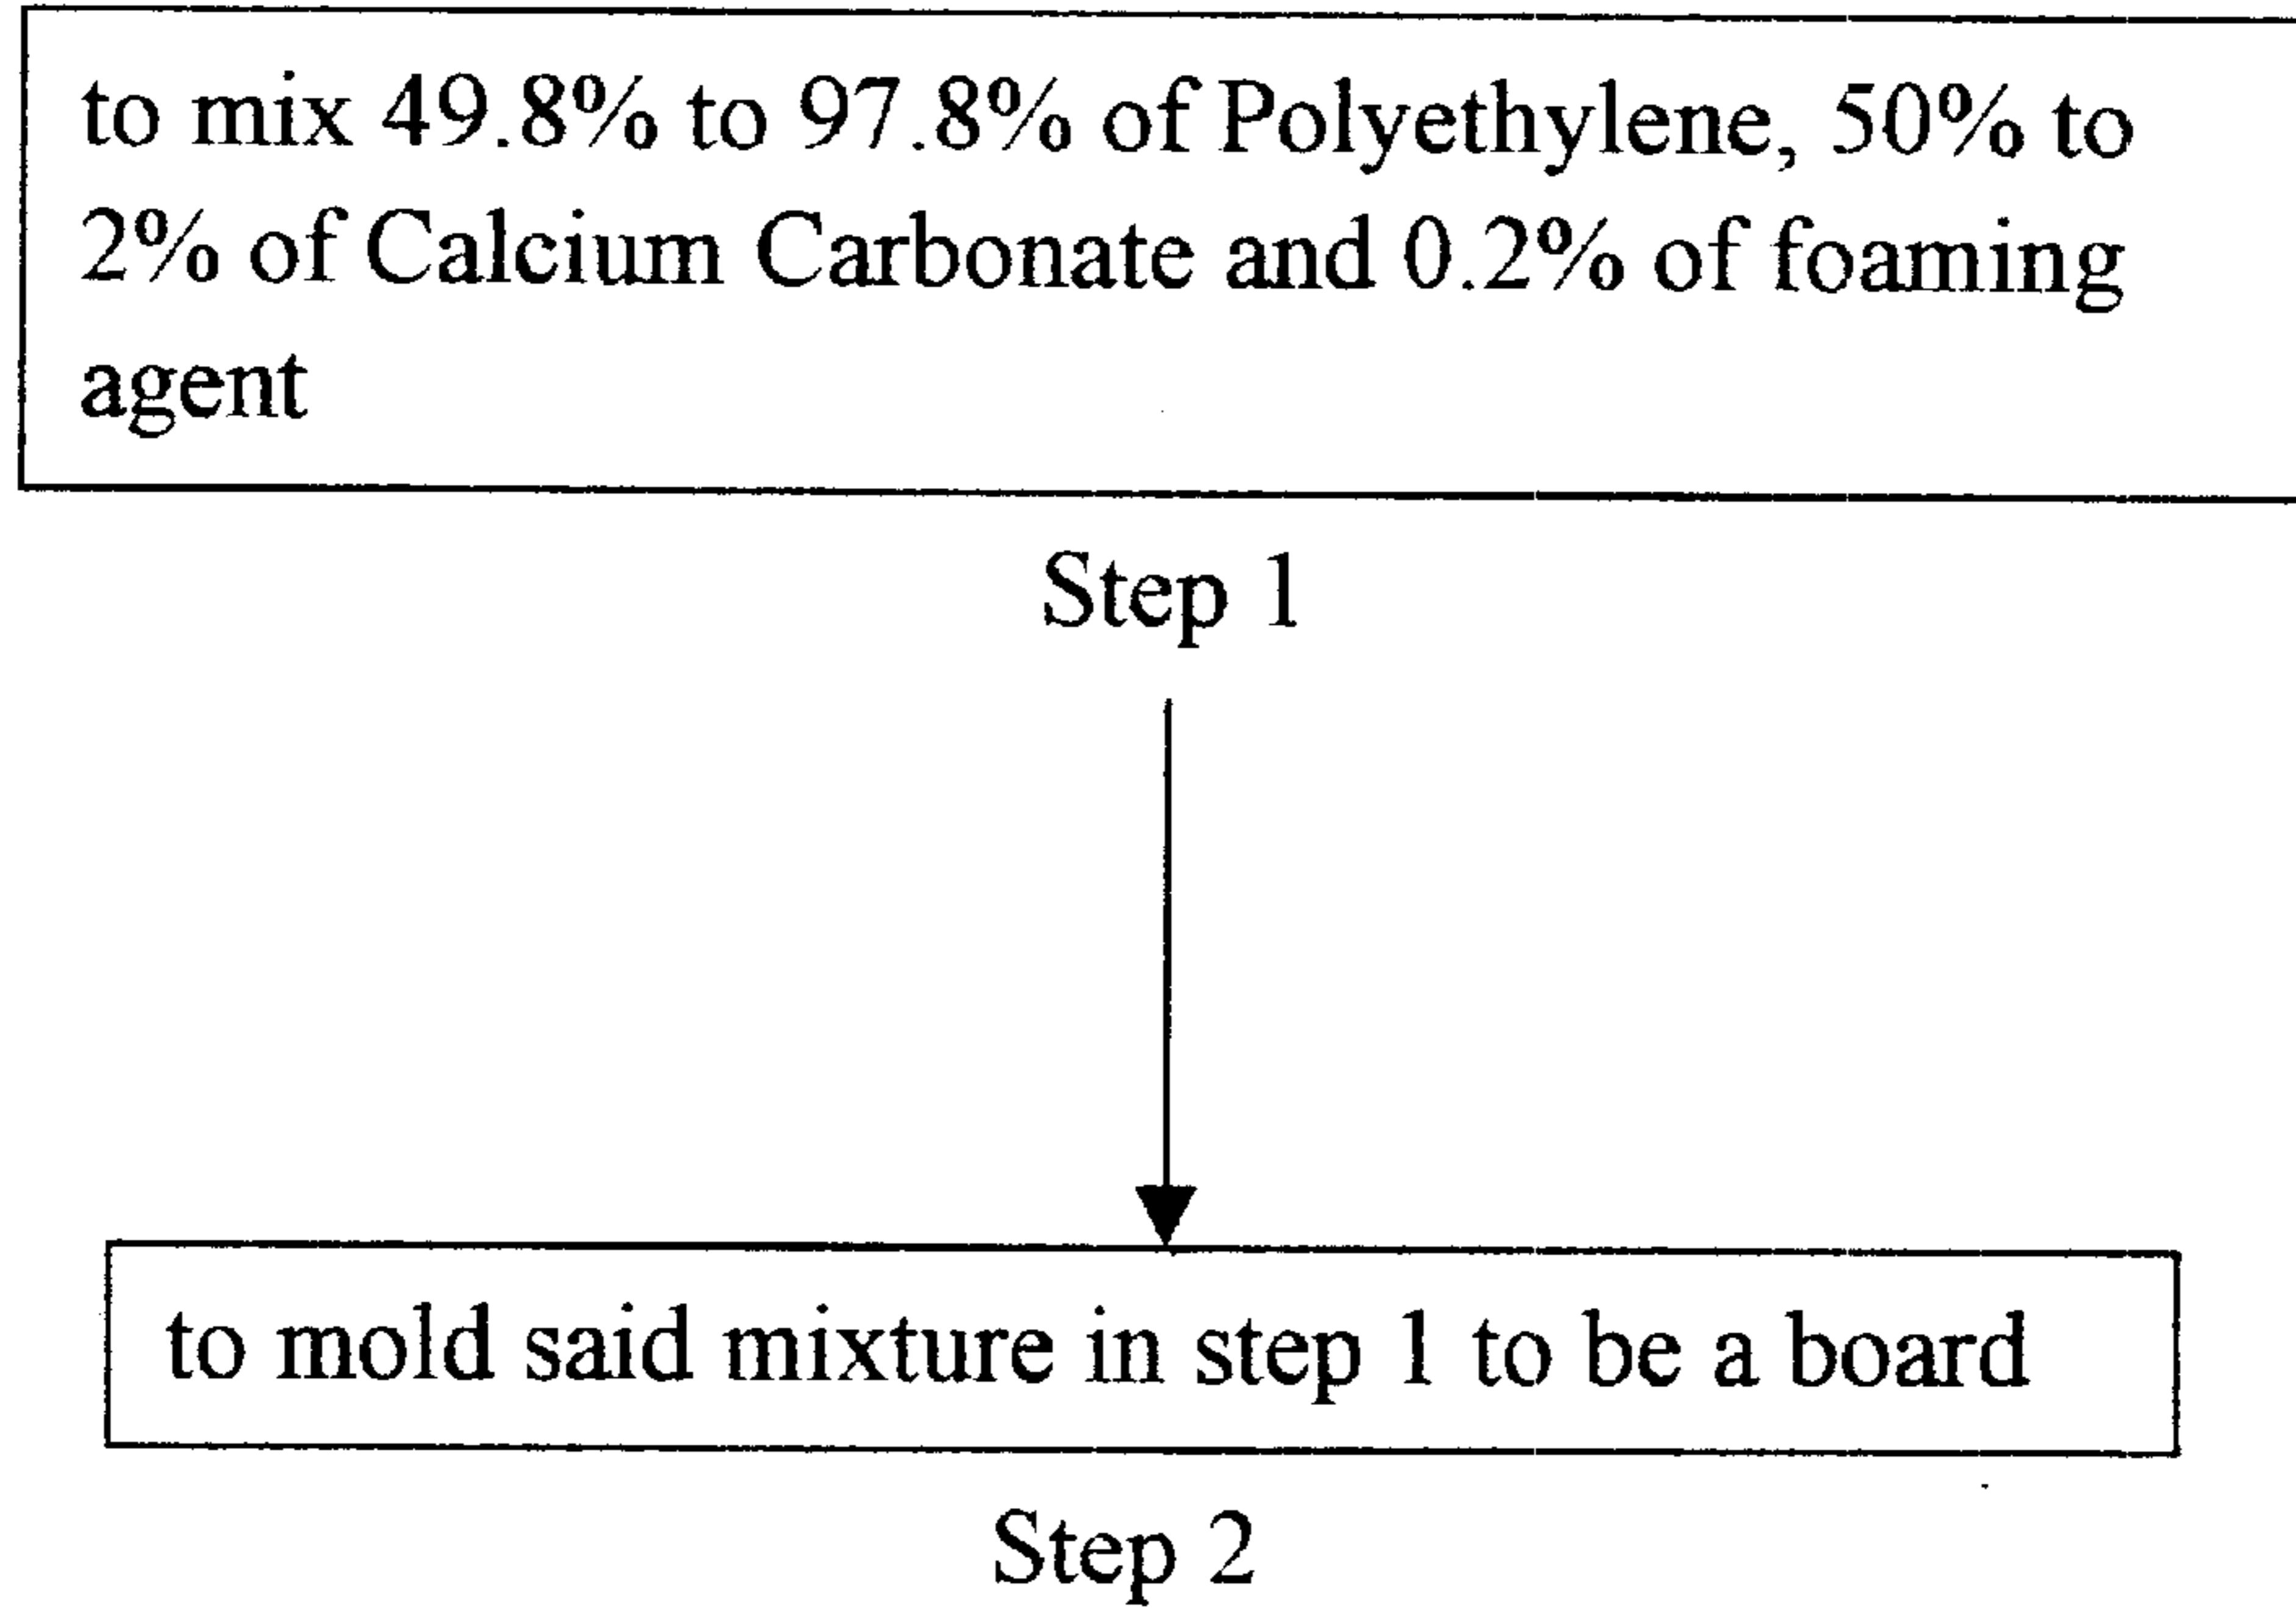 to mix 49.8% to 97.8% of Polyethylene, 50% to
2% of Calcium Carbonate and 0.2% of foaming
agent
Step 1
to mold said mixture in step 1 to be a board
Step 2